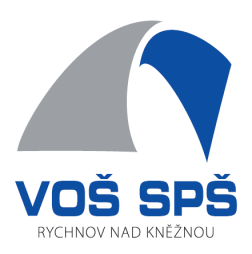 VOŠ SPŠ
RYCHNOV NAD KNĚŽNOU